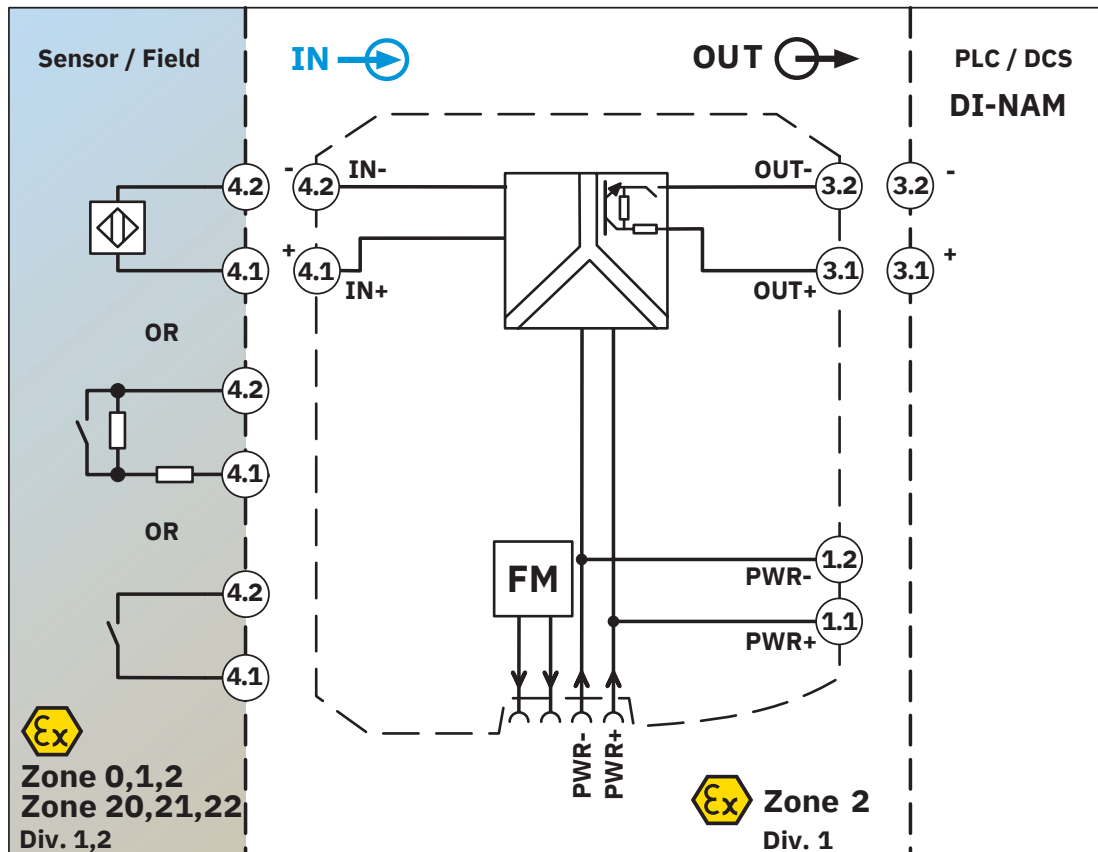 Sensor / Field
IN
OUT
PLC / DCS
DI-NAM
4.2
-
4.2
IN-
OUT-
3.2
3.2
-
4.1
+
4.1
IN+
OUT+
3.1
3.1
+
OR
4.2
4.1
OR
4.2
4.1
FM
PWR-
1.2
PWR+
1.1
PWR-
PWR+
Ex
Zone 0,1,2
Zone 20,21,22
Div. 1,2
Ex
Zone 2
Div. 1